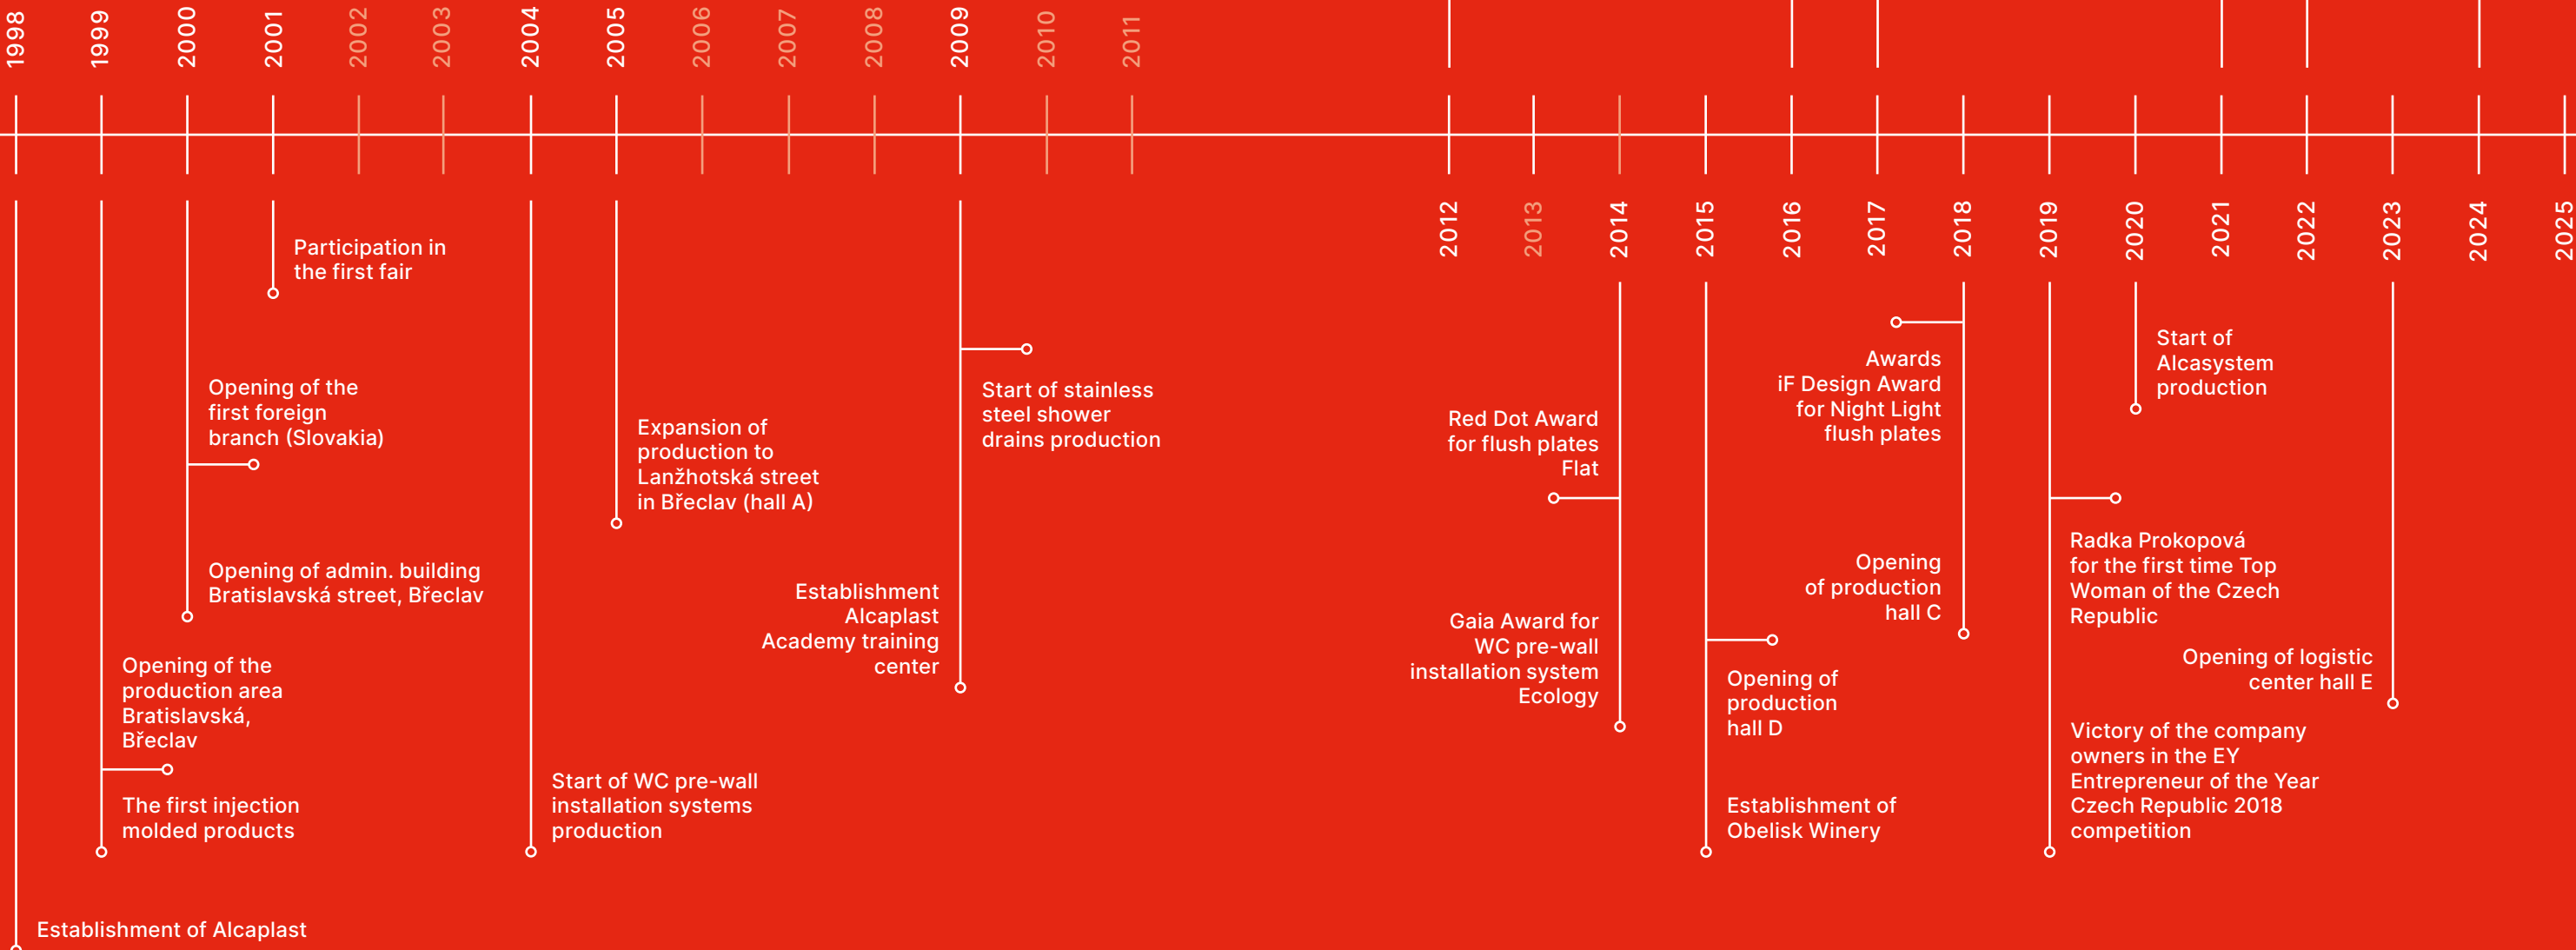 1998
1999
2000
2001
2002
2003
2004
2005
2006
2007
2008
2009
2010
2011
2012
2013
2014
2015
2016
2017
2018
2019
2020
2021
2022
2023
2024
2025
Establishment of Alcaplast
Opening of the
production area
Bratislavská,
Břeclav
The first injection
molded products
Opening of the
first foreign
branch (Slovakia)
Opening of admin. building
Bratislavská street, Břeclav
Participation in
the first fair
Start of WC pre-wall
installation systems
production
Expansion of
production to
Lanžhotská street
in Břeclav (hall A)
Start of stainless
steel shower
drains production
Establishment
Alcaplast
Academy training
center
Red Dot Award
for flush plates
Flat
Gaia Award for
WC pre-wall
installation system
Ecology
Opening of
production
hall D
Establishment of
Obelisk Winery
Awards
iF Design Award
for Night Light
flush plates
Opening
of production
hall C
Radka Prokopová
for the first time Top
Woman of the Czech
Republic
Victory of the company
owners in the EY
Entrepreneur of the Year
Czech Republic 2018
competition
Start of
Alcasystem
production
Opening of logistic
center hall E